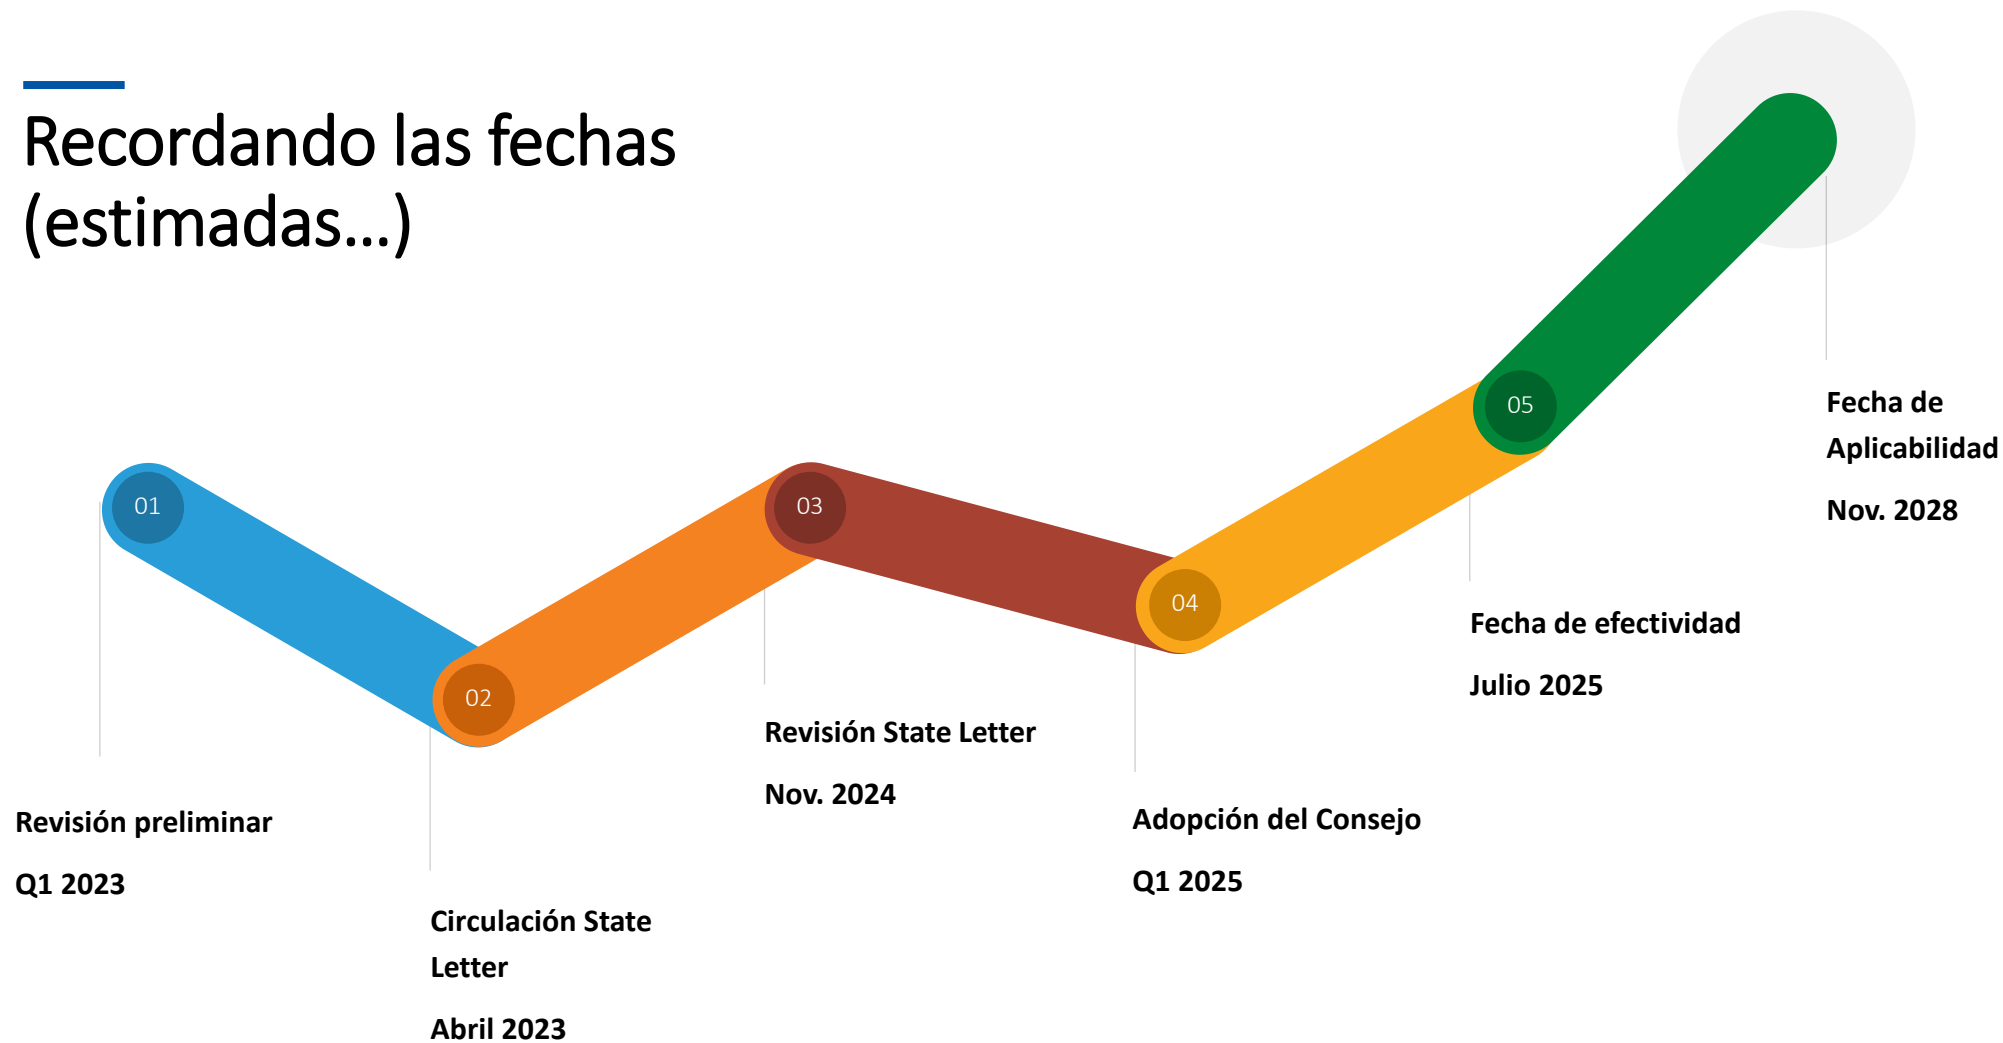 Recordando las fechas
(estimadas...)
01
Revisión preliminar
Q1 2023
02
Circulación State
Letter
Abril 2023
03
Revisión State Letter
Nov. 2024
04
Adopción del Consejo
Q1 2025
05
Fecha de efectividad
Julio 2025
Fecha de
Aplicabilidad
Nov. 2028